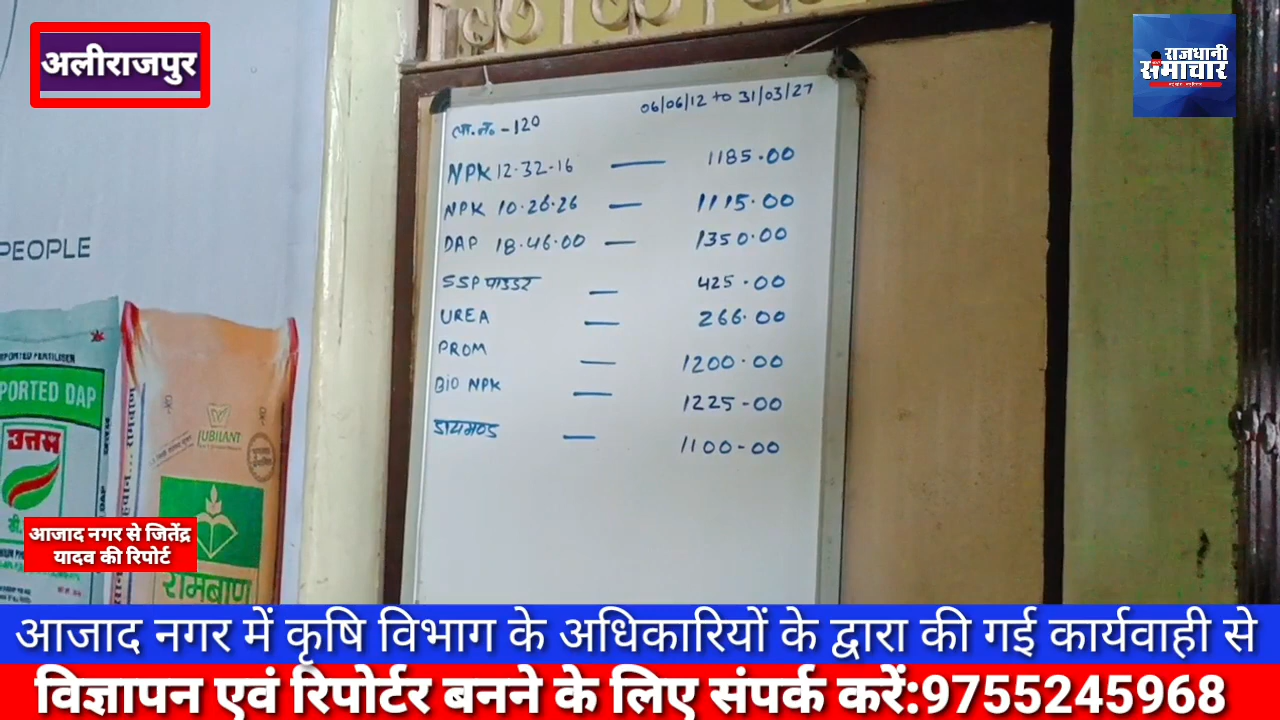 अलीराजपुर
राजधानी
समाचार
06/06/12 to 31/03/27
ला.नं. - 120
NPK 12-32-16 — 1185.00
NPK 10.26.26 — 1115.00
DAP 18.46.00 — 1350.00
SSP पाउडर — 425.00
UREA — 266.00
PROM — 1200.00
BIO NPK — 1225-00
डायमण्ड — 1100-00
PEOPLE
PORTED DAP
उत्तम
JUBILANT
रामबाण
आजाद नगर से जितेंद्र
यादव की रिपोर्ट
आजाद नगर में कृषि विभाग के अधिकारियों के द्वारा की गई कार्यवाही से
विज्ञापन एवं रिपोर्टर बनने के लिए संपर्क करें:9755245968